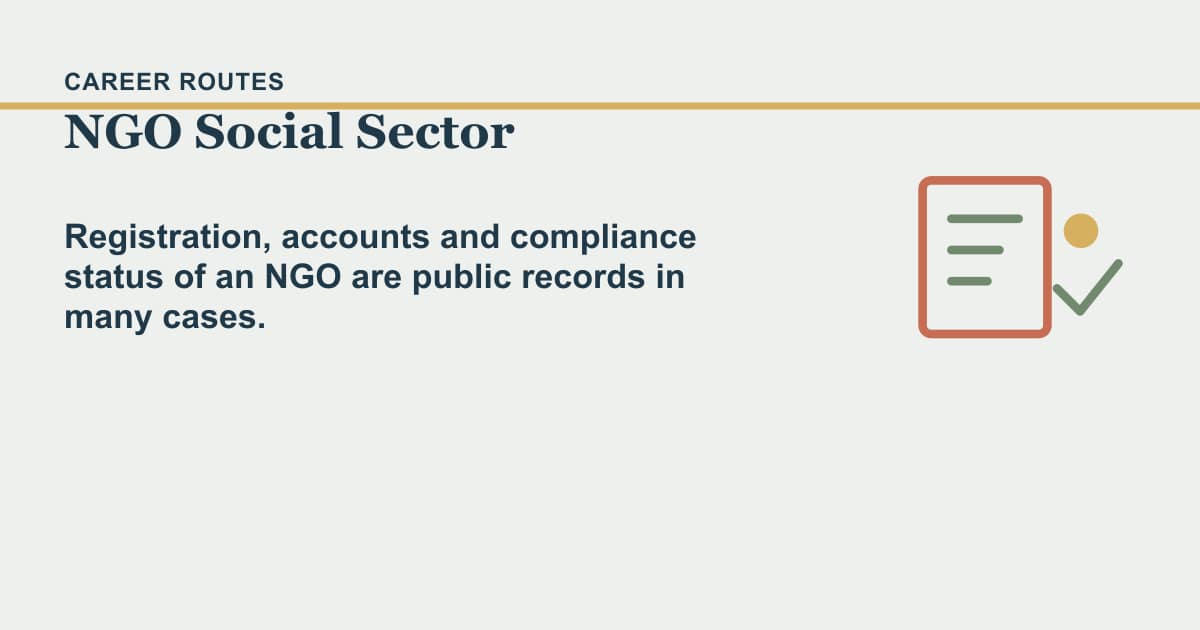 CAREER ROUTES
NGO Social Sector
Registration, accounts and compliance
status of an NGO are public records in
many cases.